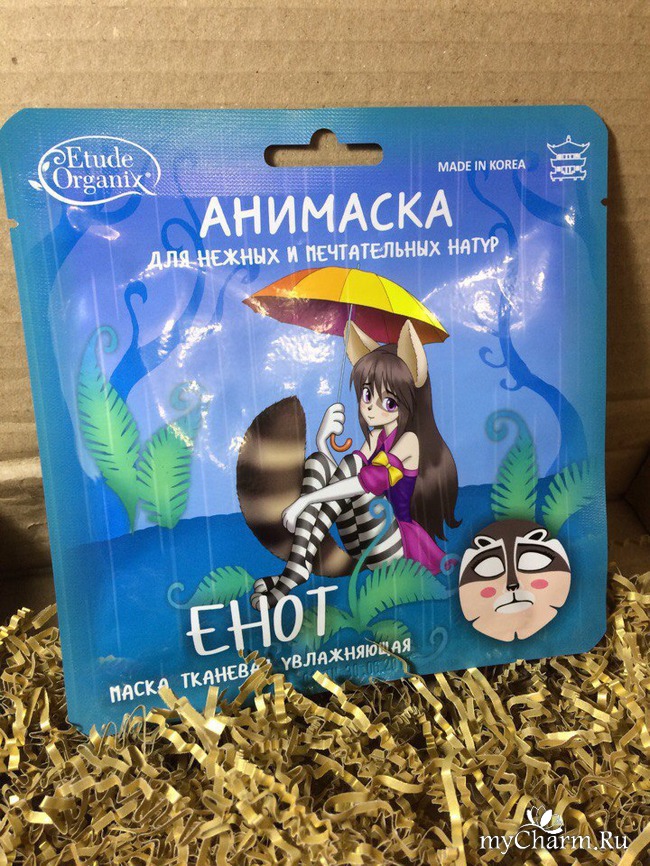 Etude
Organix®
MADE IN KOREA
АНИМАСКА
ДЛЯ НЕЖНЫХ И МЕЧТАТЕЛЬНЫХ НАТУР
ЕНОТ
МАСКА ТКАНЕВАЯ УВЛАЖНЯЮЩАЯ
myCharm.Ru